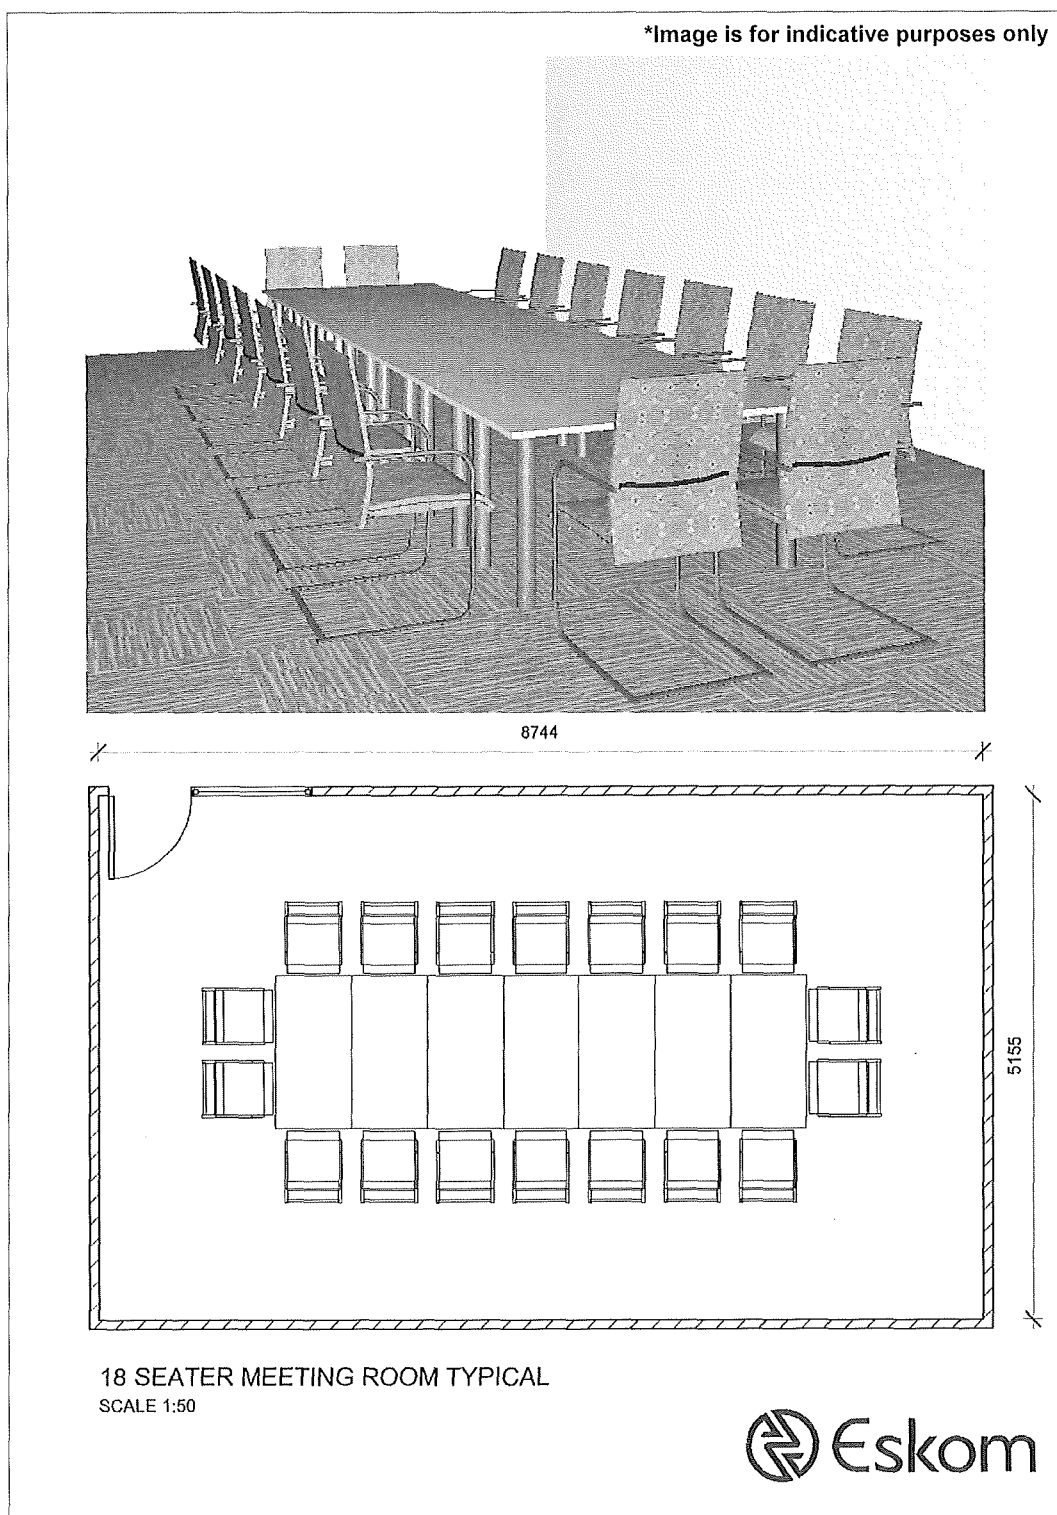 *Image is for indicative purposes only
8744
5155
18 SEATER MEETING ROOM TYPICAL
SCALE 1:50
Eskom